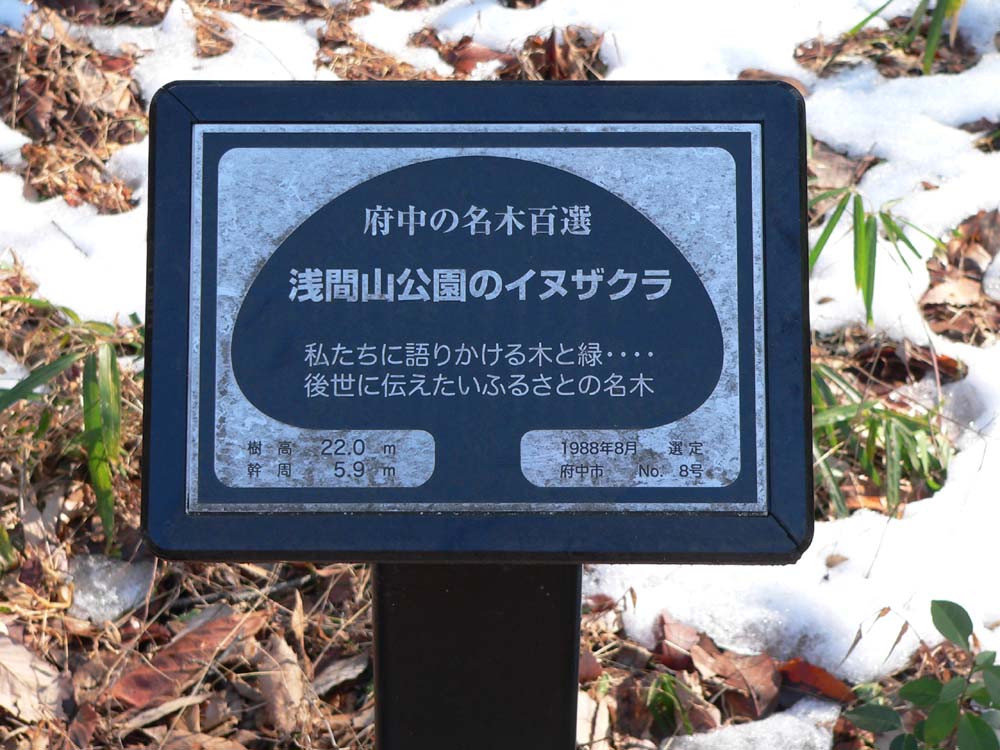 府中の名木百選
浅間山公園のイヌザクラ
私たちに語りかける木と緑････
後世に伝えたいふるさとの名木
樹高 22.0 m
幹周 5.9 m
1988年8月 選定
府中市 No. 8号